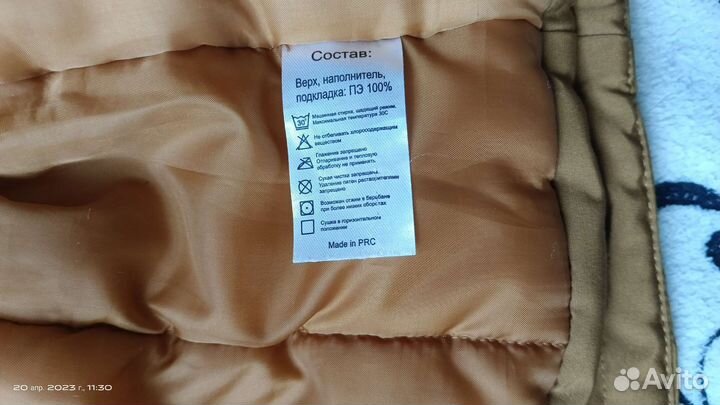 Состав:
Верх, наполнитель,
подкладка: ПЭ 100%
30°
Машинная стирка, щадящий режим.
Максимальная температура 30С
Не отбеливать хлорсодержащим
веществом
Глажение запрещено
Отпаривание и тепловую
обработку не применять
Сухая чистка запрещена.
Удаление пятен растворителями
запрещено
Возможен отжим в барабане
при более низких оборотах
Сушка в горизонтальном
положении
Made in PRC
20 апр. 2023 г., 11:30
Avito